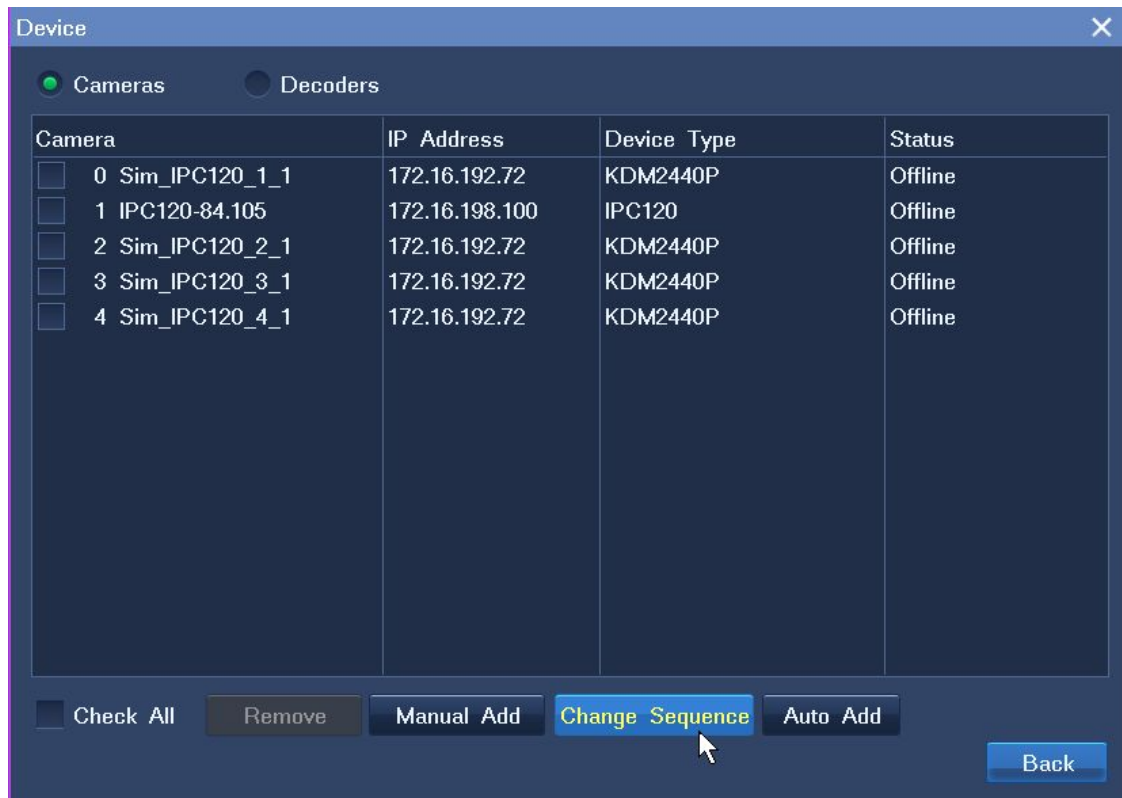 Device
Cameras Decoders
Camera IP Address Device Type Status
0 Sim_IPC120_1_1 172.16.192.72 KDM2440P Offline
1 IPC120-84.105 172.16.198.100 IPC120 Offline
2 Sim_IPC120_2_1 172.16.192.72 KDM2440P Offline
3 Sim_IPC120_3_1 172.16.192.72 KDM2440P Offline
4 Sim_IPC120_4_1 172.16.192.72 KDM2440P Offline
Check All Remove Manual Add Change Sequence Auto Add
Back